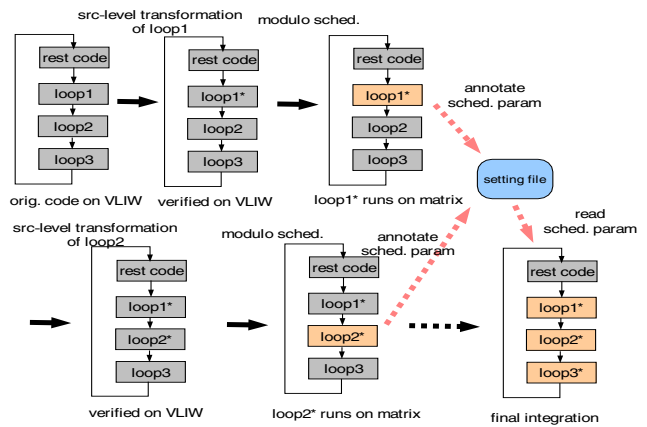 src-level transformation
of loop1
modulo sched.
rest code
loop1
loop2
loop3
orig. code on VLIW
rest code
loop1*
loop2
loop3
verified on VLIW
rest code
loop1*
loop2
loop3
loop1* runs on matrix
annotate
sched. param
setting file
read
sched. param
src-level transformation
of loop2
rest code
loop1*
loop2*
loop3
verified on VLIW
modulo sched.
annotate
sched. param
rest code
loop1*
loop2*
loop3
loop2* runs on matrix
rest code
loop1*
loop2*
loop3*
final integration